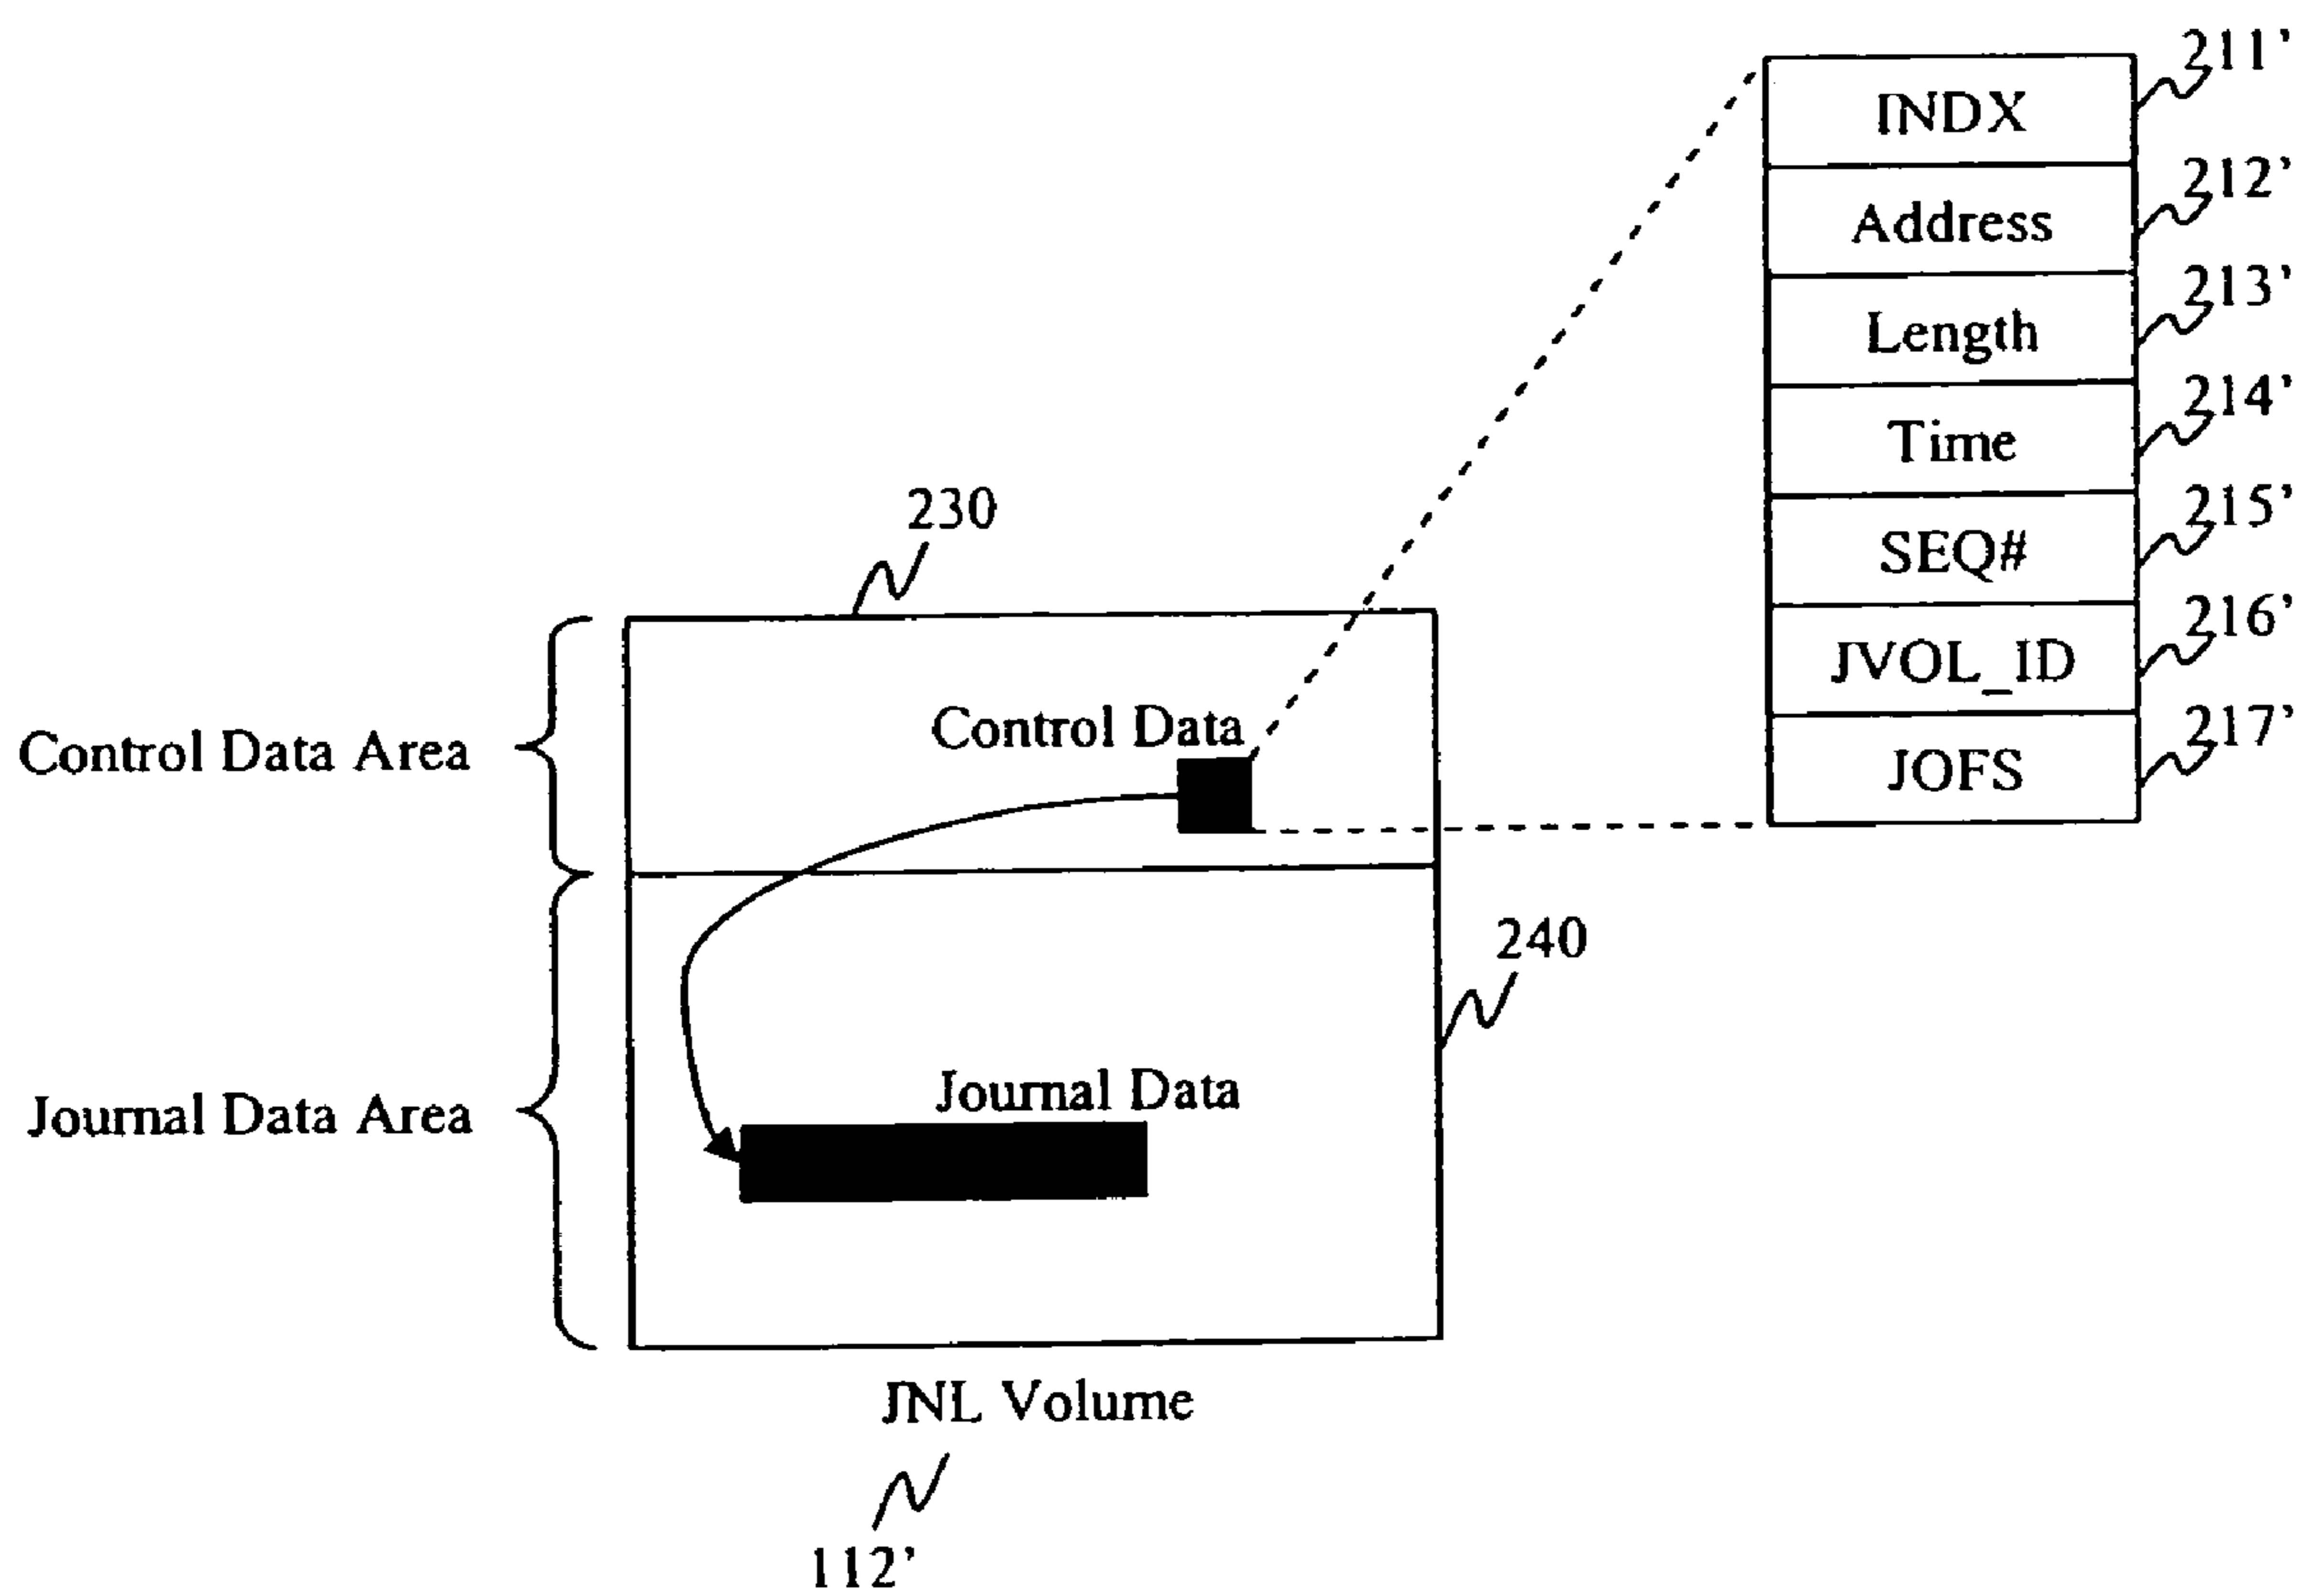 211’
INDX
212’
Address
213’
Length
214’
Time
215’
SEQ#
216’
JVOL_ID
217’
JOFS
230
Control Data
Control Data Area
240
Journal Data
Journal Data Area
JNL Volume
112’